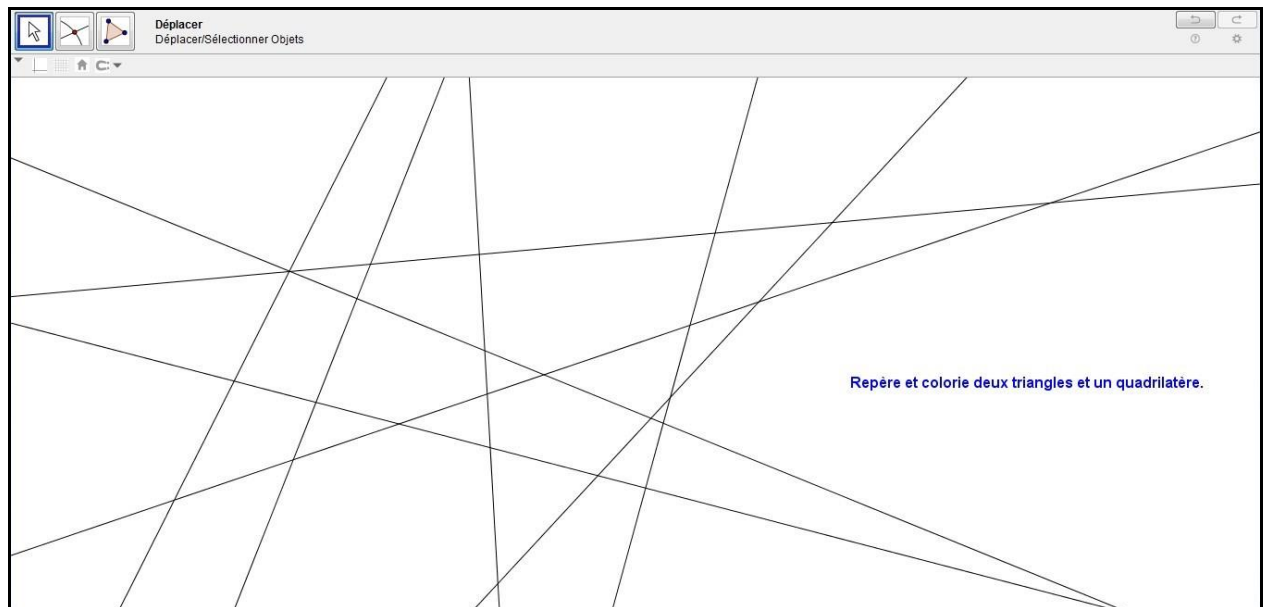 Déplacer
Déplacer/Sélectionner Objets
Repère et colorie deux triangles et un quadrilatère.